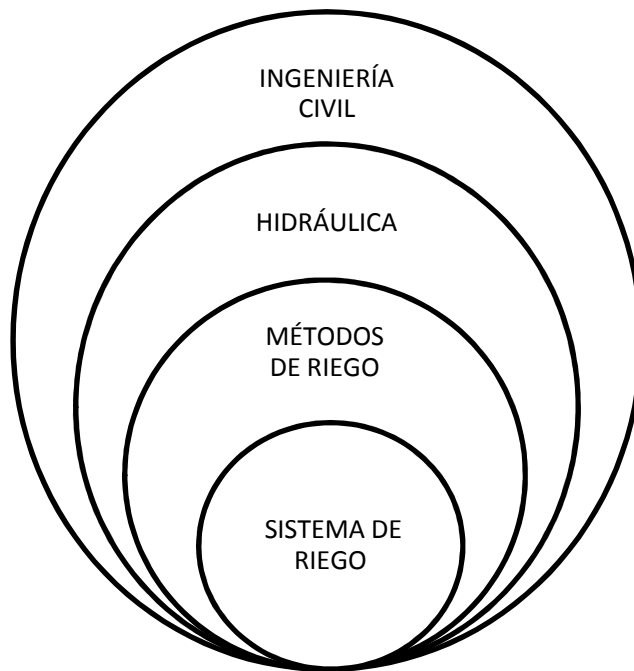 INGENIERÍA
CIVIL
HIDRÁULICA
MÉTODOS
DE RIEGO
SISTEMA DE
RIEGO